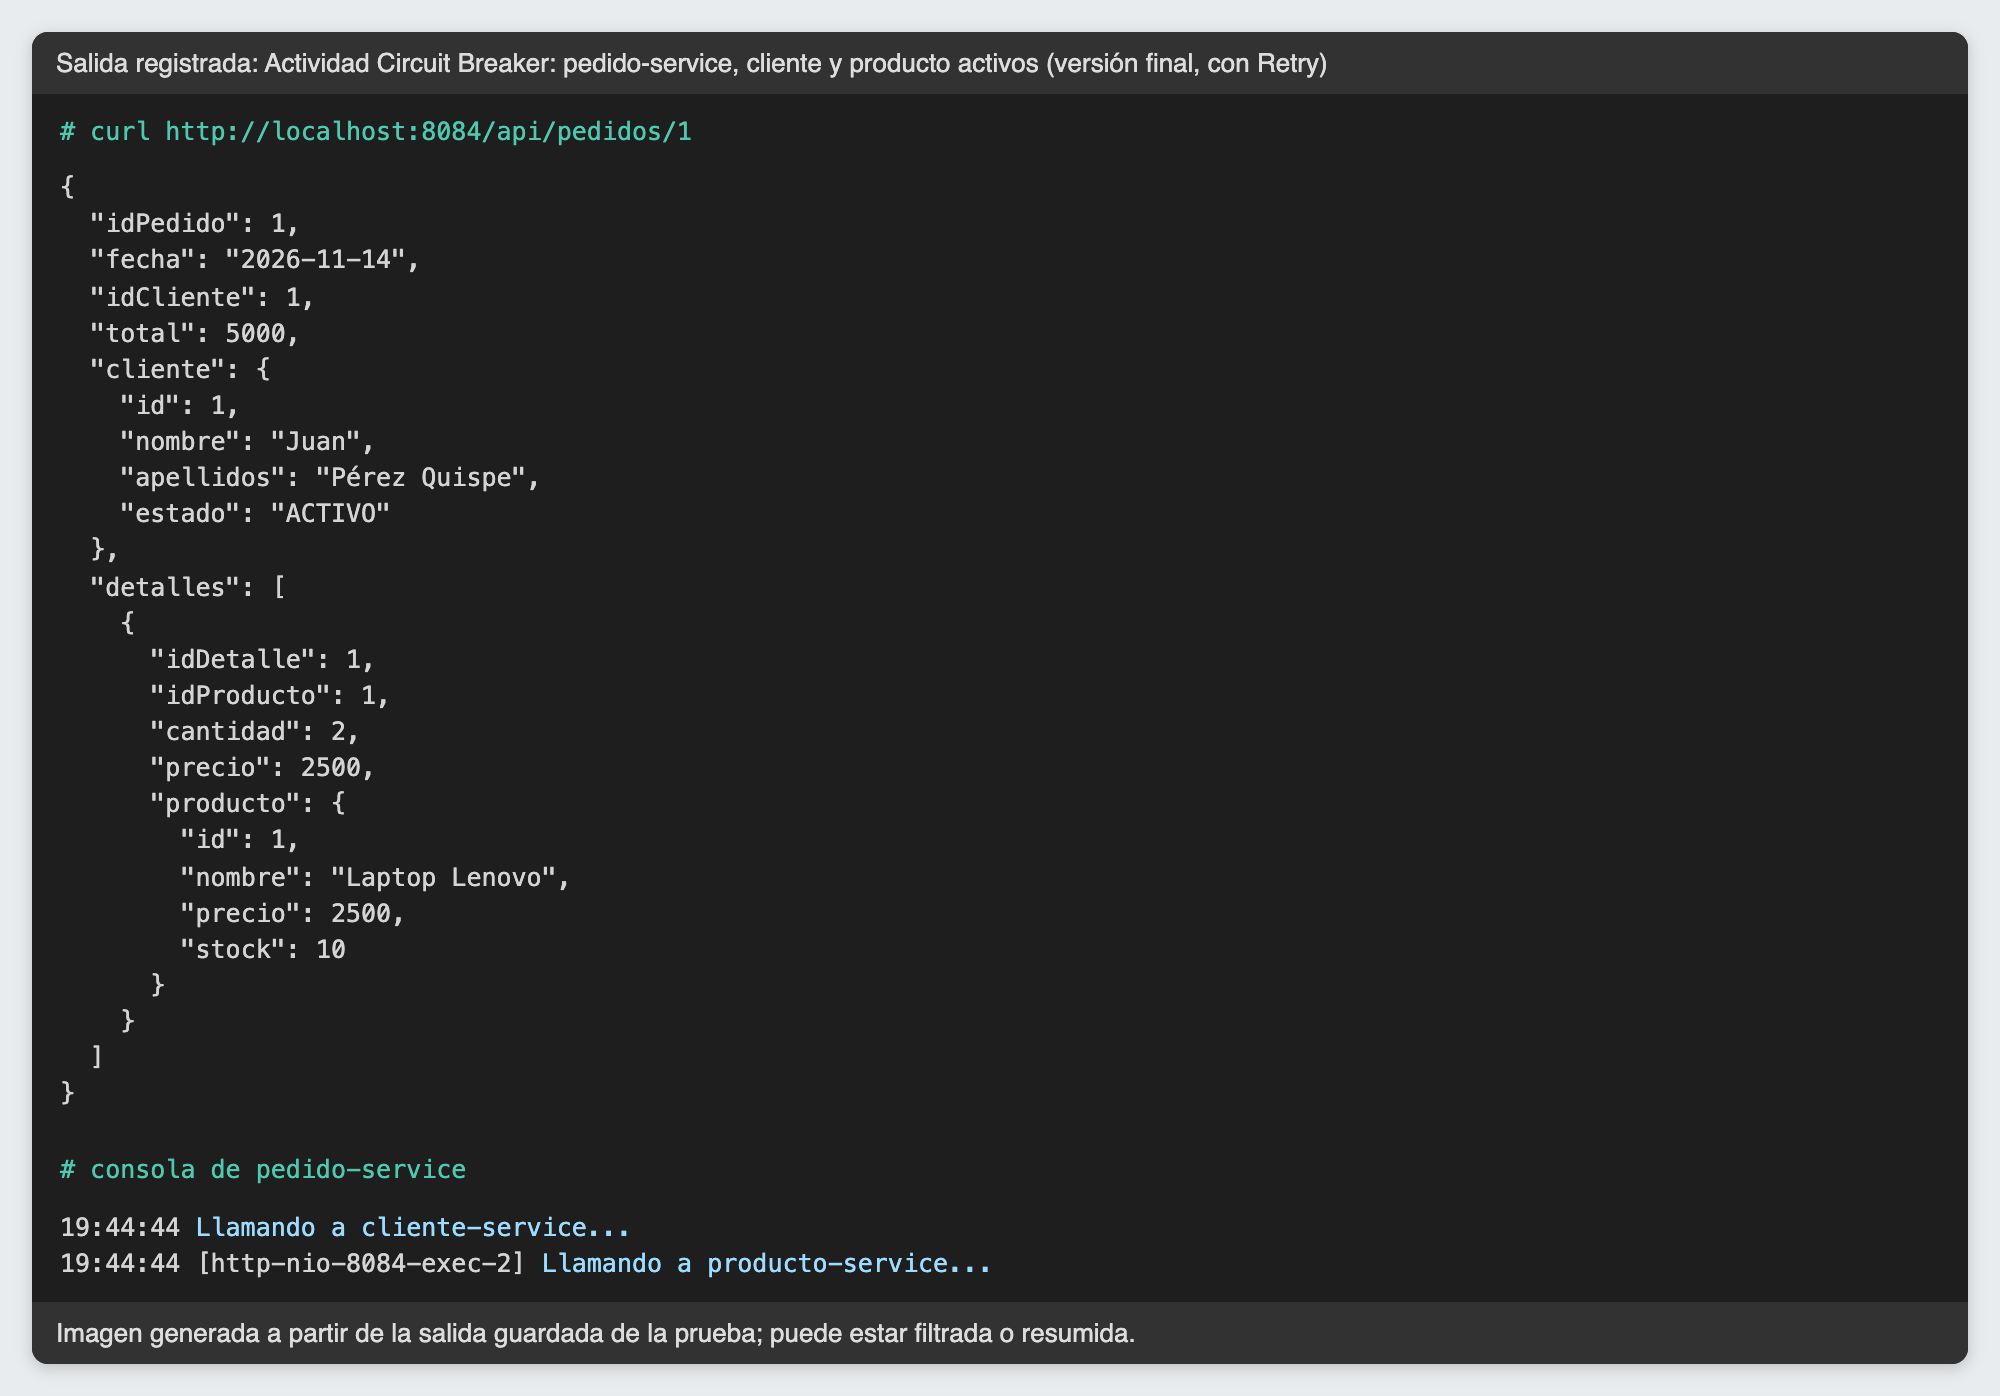 Salida registrada: Actividad Circuit Breaker: pedido-service, cliente y producto activos (versión final, con Retry)
# curl http://localhost:8084/api/pedidos/1
{
  "idPedido": 1,
  "fecha": "2026-11-14",
  "idCliente": 1,
  "total": 5000,
  "cliente": {
    "id": 1,
    "nombre": "Juan",
    "apellidos": "Pérez Quispe",
    "estado": "ACTIVO"
  },
  "detalles": [
    {
      "idDetalle": 1,
      "idProducto": 1,
      "cantidad": 2,
      "precio": 2500,
      "producto": {
        "id": 1,
        "nombre": "Laptop Lenovo",
        "precio": 2500,
        "stock": 10
      }
    }
  ]
}
# consola de pedido-service
19:44:44 Llamando a cliente-service...
19:44:44 [http-nio-8084-exec-2] Llamando a producto-service...
Imagen generada a partir de la salida guardada de la prueba; puede estar filtrada o resumida.